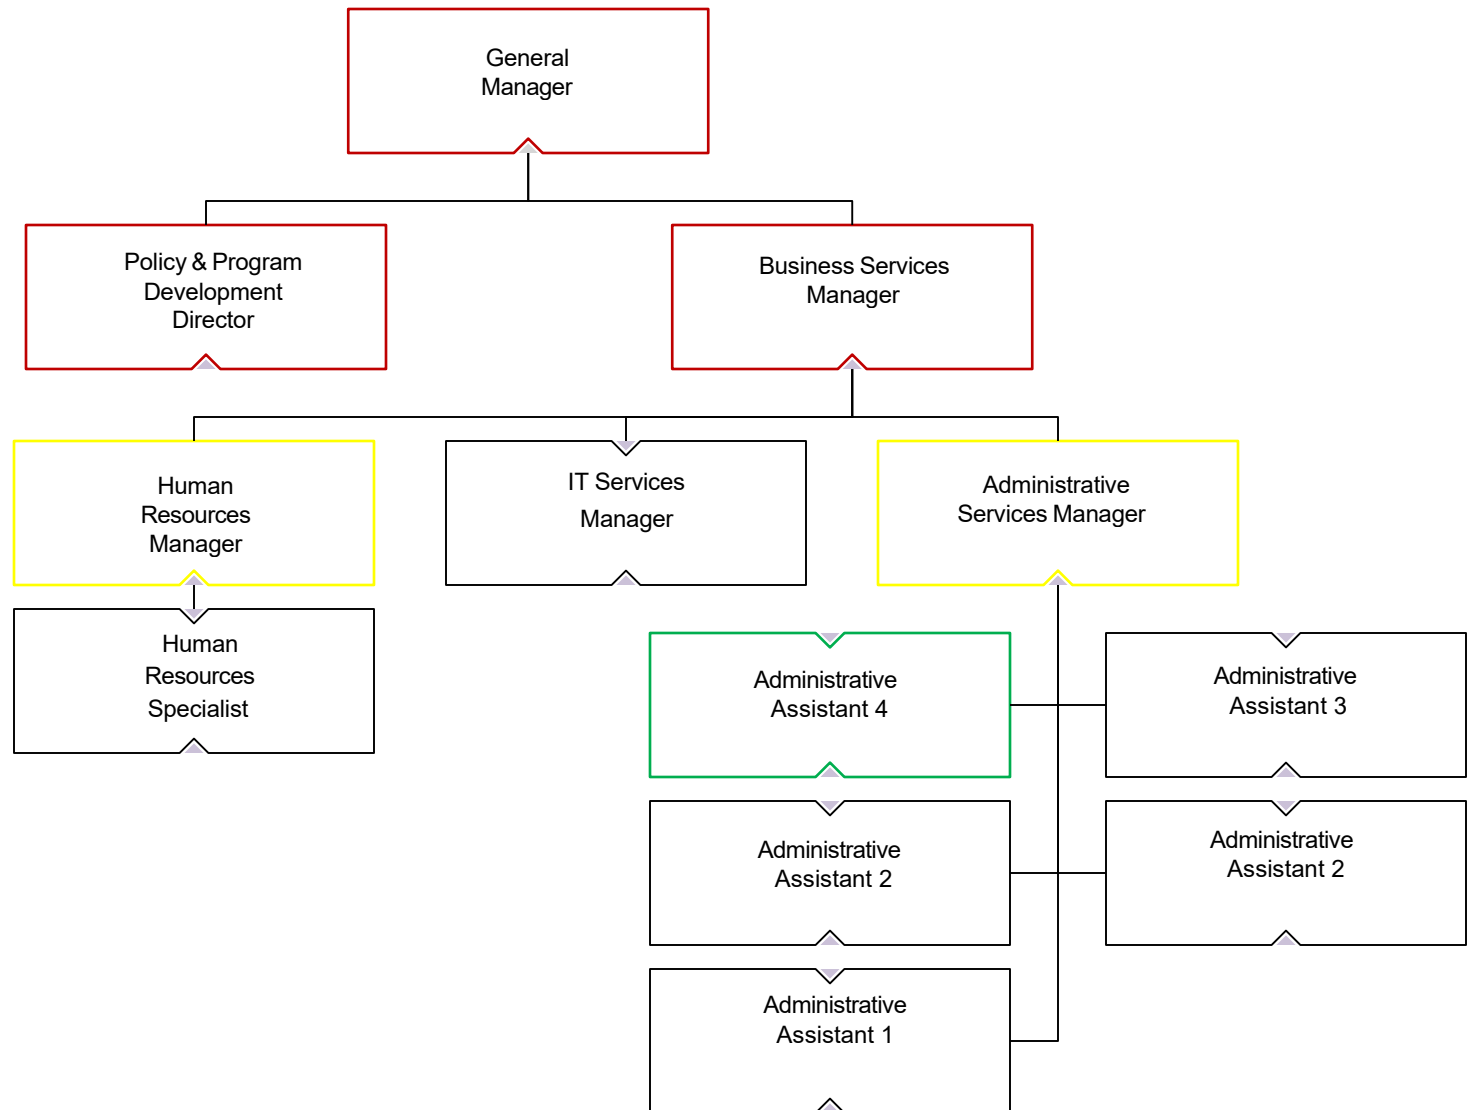 General
Manager
Policy & Program
Development
Director
Business Services
Manager
Human
Resources
Manager
IT Services
Manager
Administrative
Services Manager
Human
Resources
Specialist
Administrative
Assistant 4
Administrative
Assistant 3
Administrative
Assistant 2
Administrative
Assistant 2
Administrative
Assistant 1